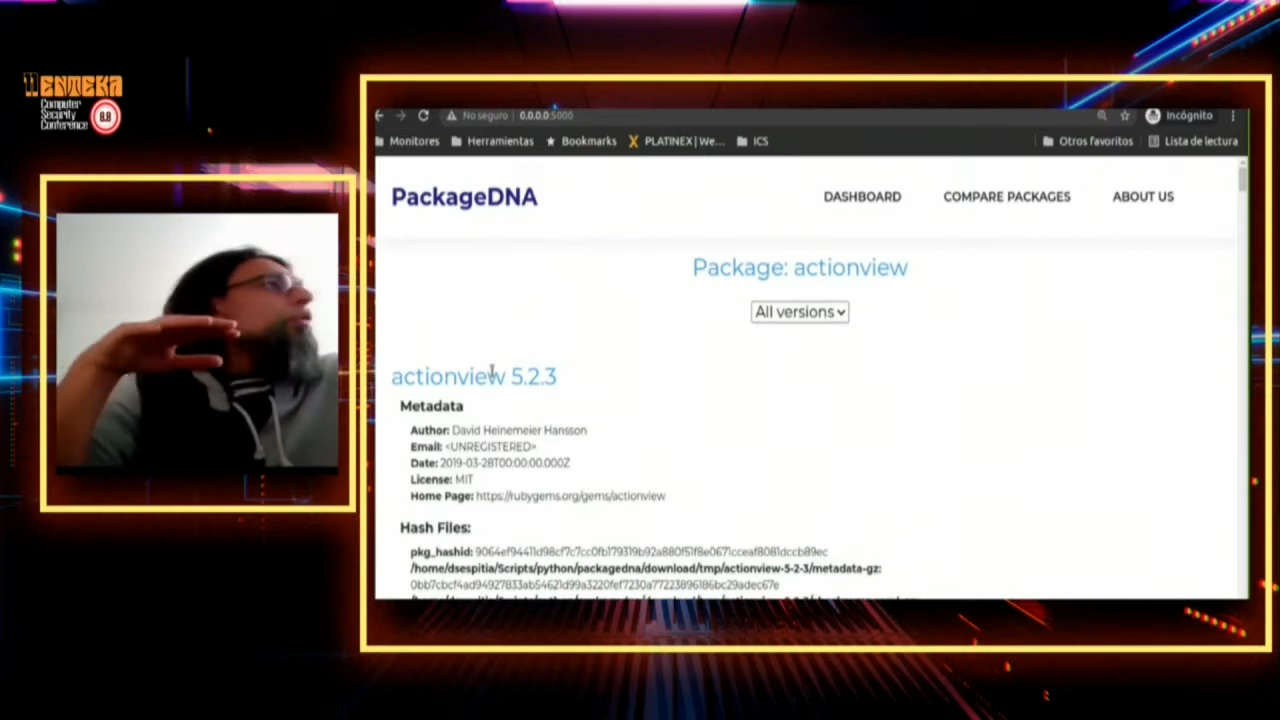 11ENTEKA
Computer
Security
Conference
8.8
No seguro
0.0.0.0:5000
Incógnito
Monitores
Herramientas
Bookmarks
PLATINEX | We...
ICS
Otros favoritos
Lista de lectura
PackageDNA
DASHBOARD
COMPARE PACKAGES
ABOUT US
Package: actionview
All versions
actionview 5.2.3
Metadata
Author: David Heinemeier Hansson
Email: <UNREGISTERED>
Date: 2019-03-28T00:00:00.000Z
License: MIT
Home Page: https://rubygems.org/gems/actionview
Hash Files:
pkg_hashid: 9064ef94411d98cf7c7cc0fb179319b92a880f51f8e0671cceaf8081dccb89ec
/home/dsespitia/Scripts/python/packagedna/download/tmp/actionview-5-2-3/metadata-gz:
0bb7cbcf4ad94927833ab54621d99a3220fef7230a77223896186bc29adec67e